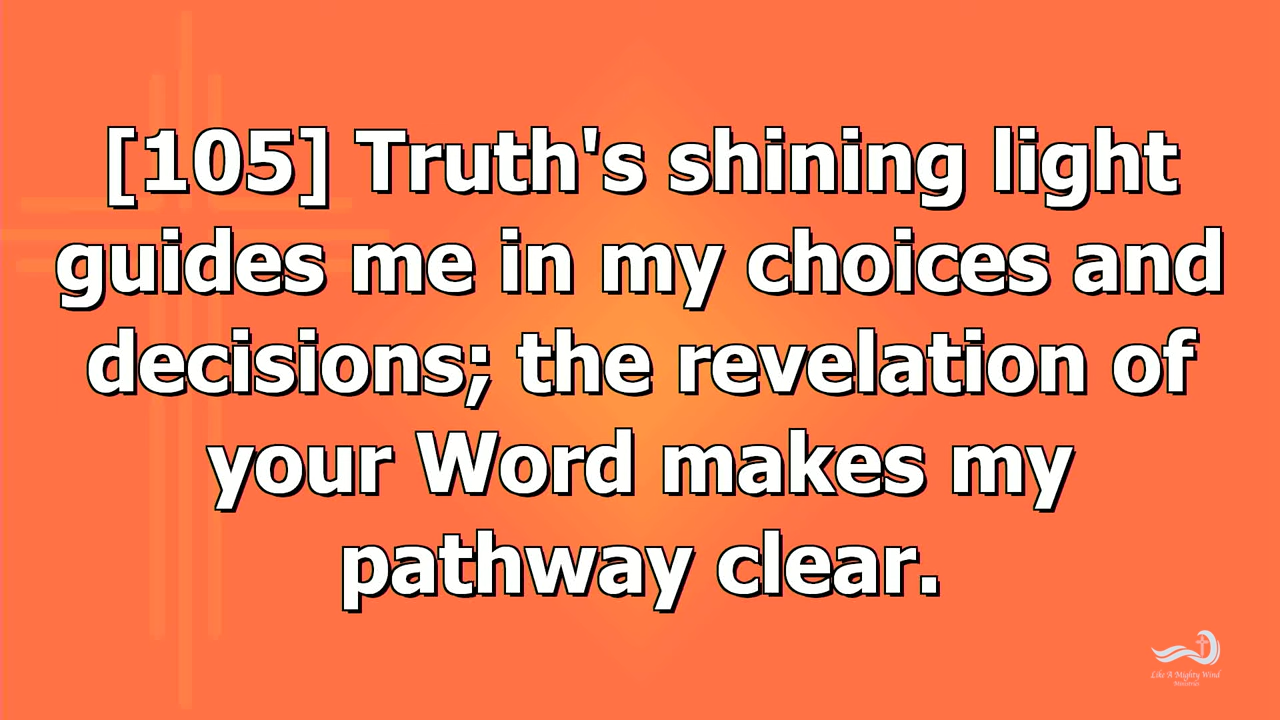 [105] Truth's shining light
guides me in my choices and
decisions; the revelation of
your Word makes my
pathway clear.
Like A Mighty Wind
Ministries